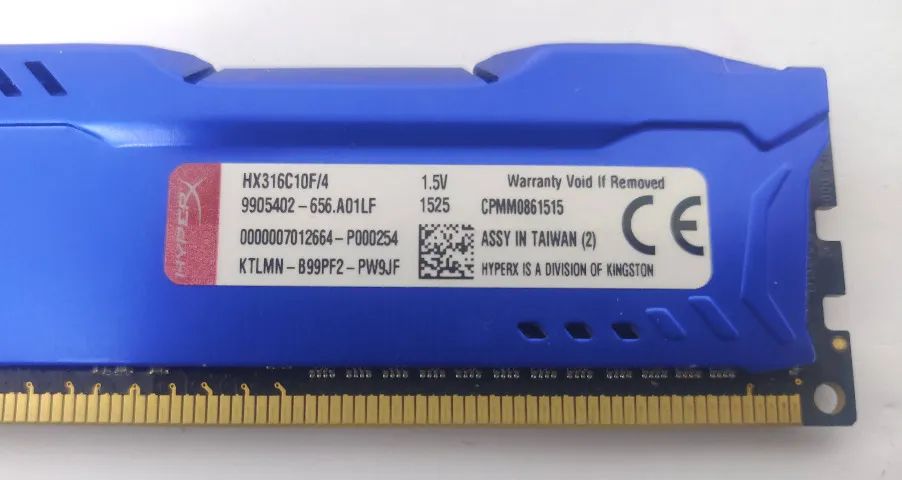 HYPERX
HX316C10F/4 1.5V Warranty Void If Removed
9905402-656.A01LF 1525 CPMM0861515
0000007012664-P000254 ASSY IN TAIWAN (2)
KTLMN-B99PF2-PW9JF HYPERX IS A DIVISION OF KINGSTON
CE